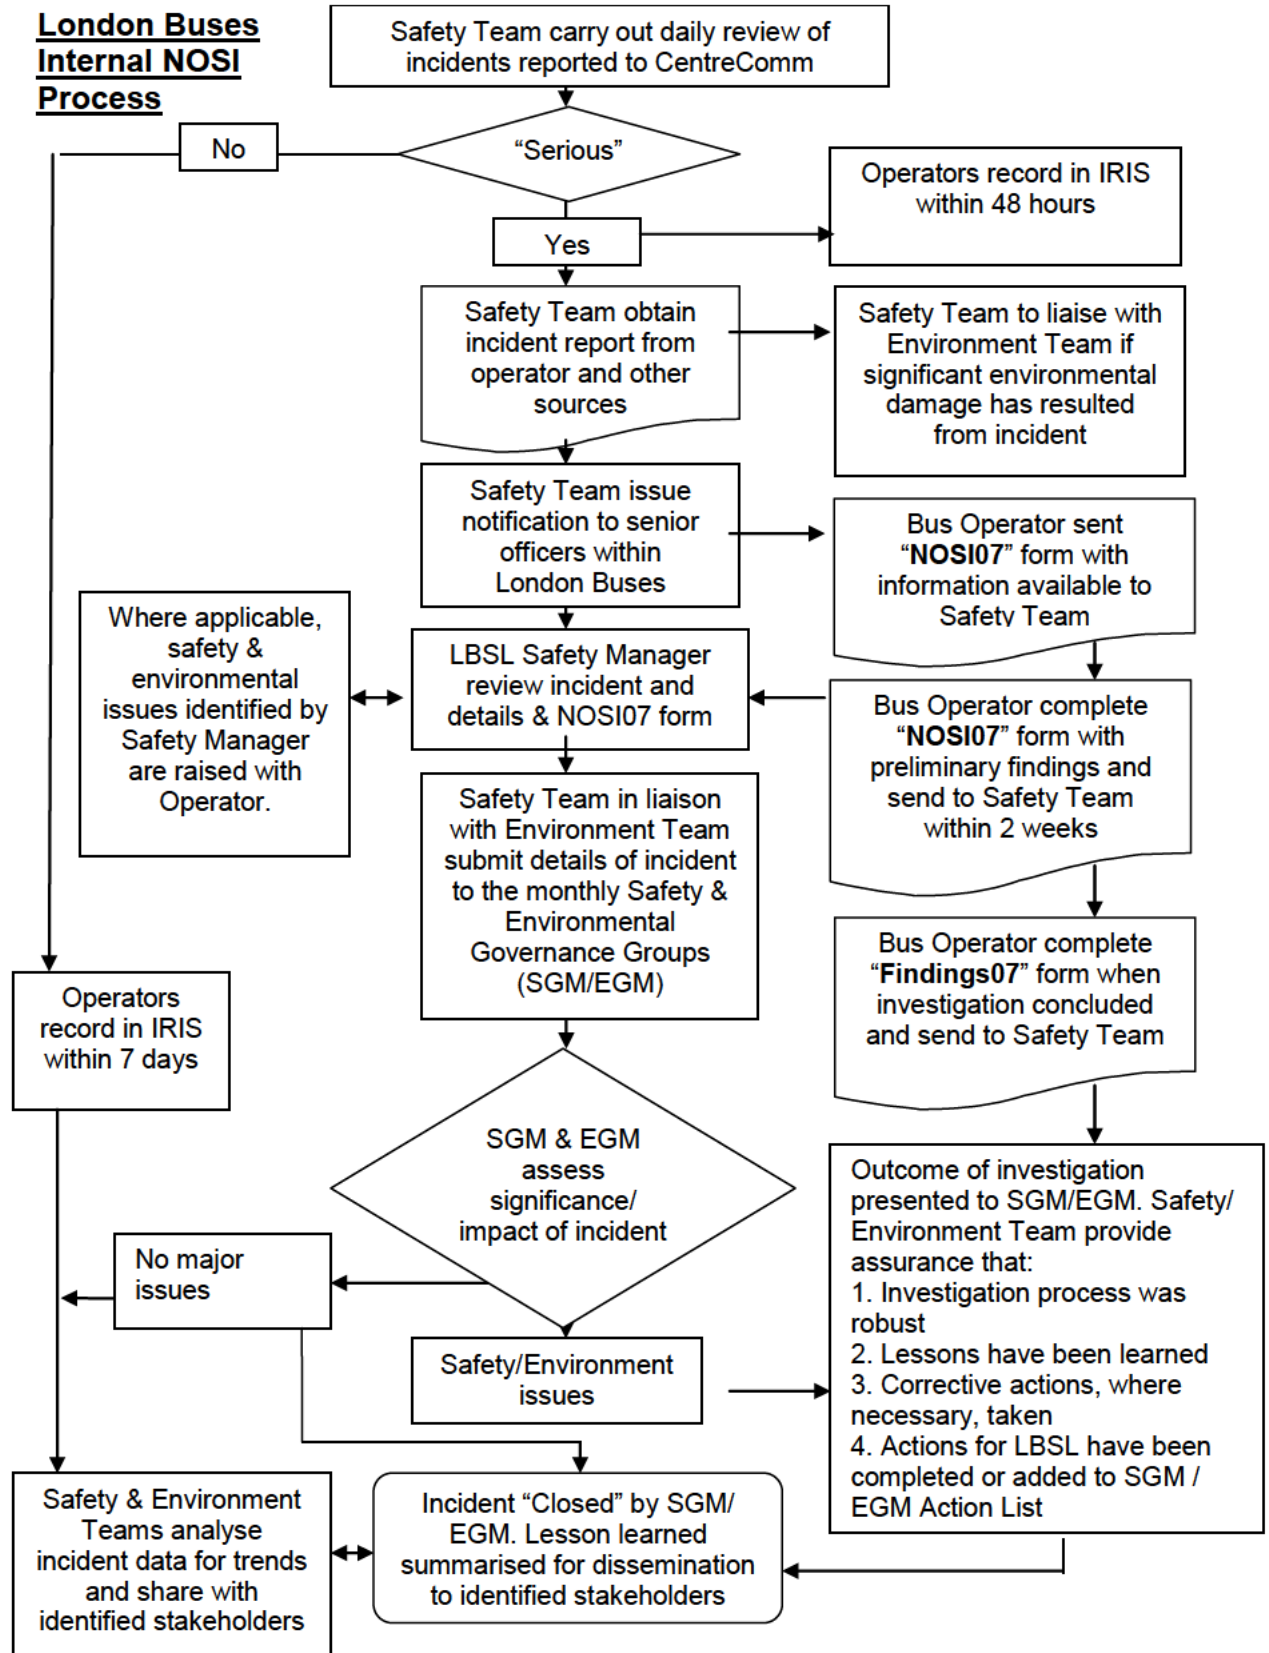 London Buses
Internal NOSI
Process
Safety Team carry out daily review of
incidents reported to CentreComm
No
“Serious”
Operators record in IRIS
within 48 hours
Yes
Safety Team obtain
incident report from
operator and other
sources
Safety Team to liaise with
Environment Team if
significant environmental
damage has resulted
from incident
Safety Team issue
notification to senior
officers within
London Buses
Bus Operator sent
“NOSI07” form with
information available to
Safety Team
Where applicable,
safety &
environmental
issues identified by
Safety Manager
are raised with
Operator.
LBSL Safety Manager
review incident and
details & NOSI07 form
Bus Operator complete
“NOSI07” form with
preliminary findings and
send to Safety Team
within 2 weeks
Safety Team in liaison
with Environment Team
submit details of incident
to the monthly Safety &
Environmental
Governance Groups
(SGM/EGM)
Bus Operator complete
“Findings07” form when
investigation concluded
and send to Safety Team
Operators
record in IRIS
within 7 days
SGM & EGM
assess
significance/
impact of incident
Outcome of investigation
presented to SGM/EGM. Safety/
Environment Team provide
assurance that:
1. Investigation process was
robust
2. Lessons have been learned
3. Corrective actions, where
necessary, taken
4. Actions for LBSL have been
completed or added to SGM /
EGM Action List
No major
issues
Safety/Environment
issues
Safety & Environment
Teams analyse
incident data for trends
and share with
identified stakeholders
Incident “Closed” by SGM/
EGM. Lesson learned
summarised for dissemination
to identified stakeholders